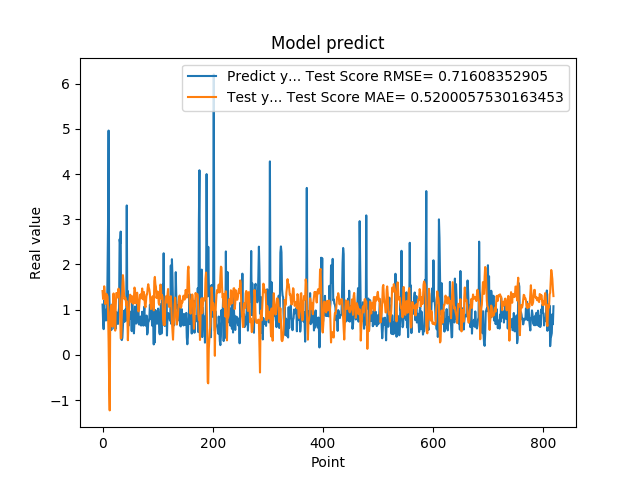 Model predict
Predict y... Test Score RMSE= 0.71608352905
Test y... Test Score MAE= 0.5200057530163453
Real value
6
5
4
3
2
1
0
−1
0 200 400 600 800
Point